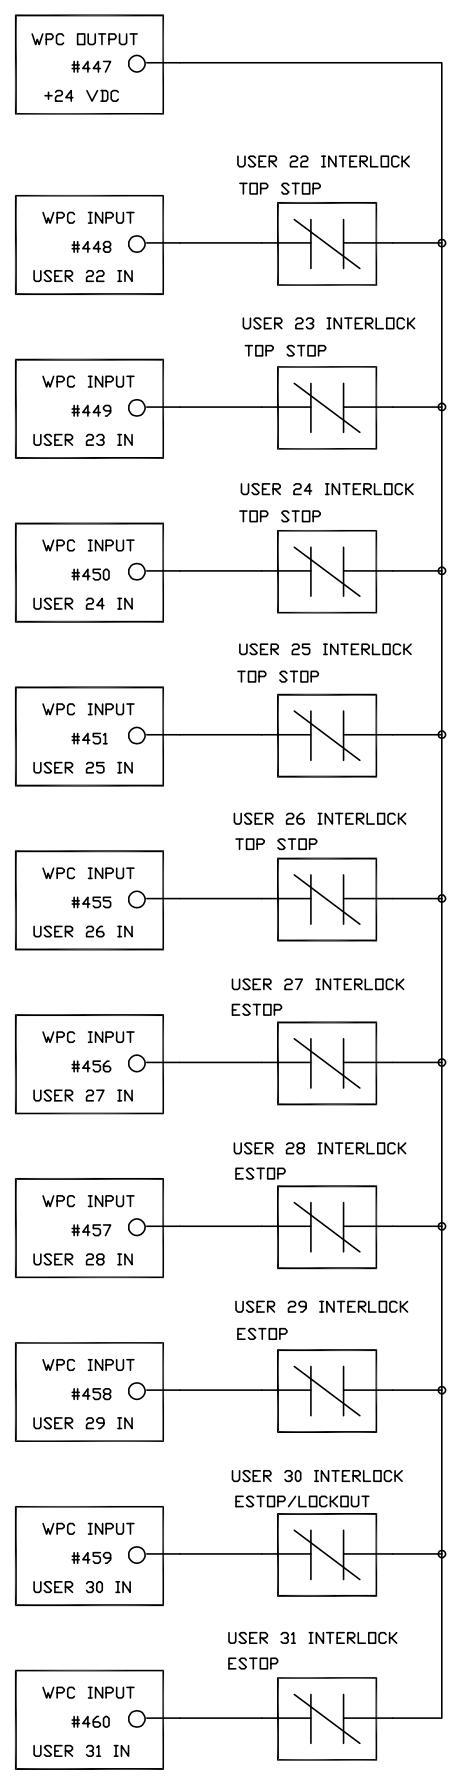 WPC OUTPUT
#447
+24 VDC
USER 22 INTERLOCK
TOP STOP
WPC INPUT
#448
USER 22 IN
USER 23 INTERLOCK
TOP STOP
WPC INPUT
#449
USER 23 IN
USER 24 INTERLOCK
TOP STOP
WPC INPUT
#450
USER 24 IN
USER 25 INTERLOCK
TOP STOP
WPC INPUT
#451
USER 25 IN
USER 26 INTERLOCK
TOP STOP
WPC INPUT
#455
USER 26 IN
USER 27 INTERLOCK
ESTOP
WPC INPUT
#456
USER 27 IN
USER 28 INTERLOCK
ESTOP
WPC INPUT
#457
USER 28 IN
USER 29 INTERLOCK
ESTOP
WPC INPUT
#458
USER 29 IN
USER 30 INTERLOCK
ESTOP/LOCKOUT
WPC INPUT
#459
USER 30 IN
USER 31 INTERLOCK
ESTOP
WPC INPUT
#460
USER 31 IN